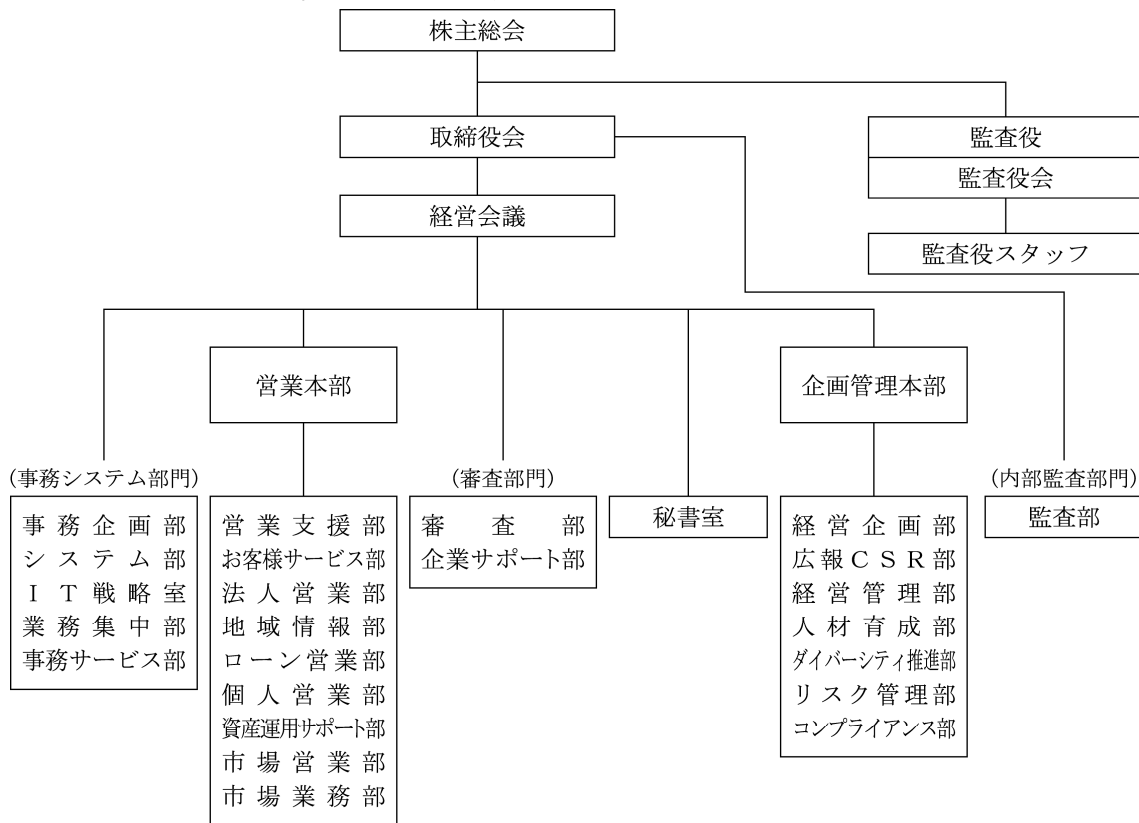 株主総会
取締役会
監査役
監査役会
経営会議
監査役スタッフ
営業本部
企画管理本部
(事務システム部門)
事務企画部
システム部
IT戦略室
業務集中部
事務サービス部
営業支援部
お客様サービス部
法人営業部
地域情報部
ローン営業部
個人営業部
資産運用サポート部
市場営業部
市場業務部
(審査部門)
審査部
企業サポート部
秘書室
経営企画部
広報CSR部
経営管理部
人材育成部
ダイバーシティ推進部
リスク管理部
コンプライアンス部
(内部監査部門)
監査部